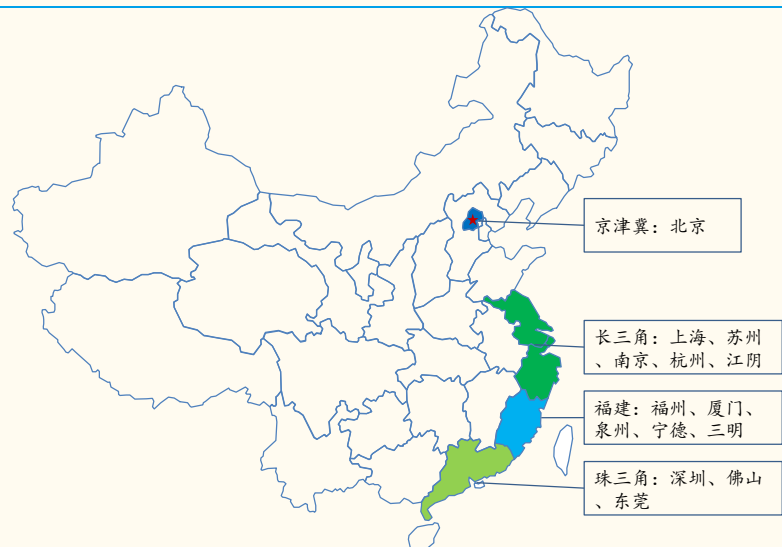 京津冀：北京
长三角：上海、苏州
、南京、杭州、江阴
福建：福州、厦门、
泉州、宁德、三明
珠三角：深圳、佛山
、东莞